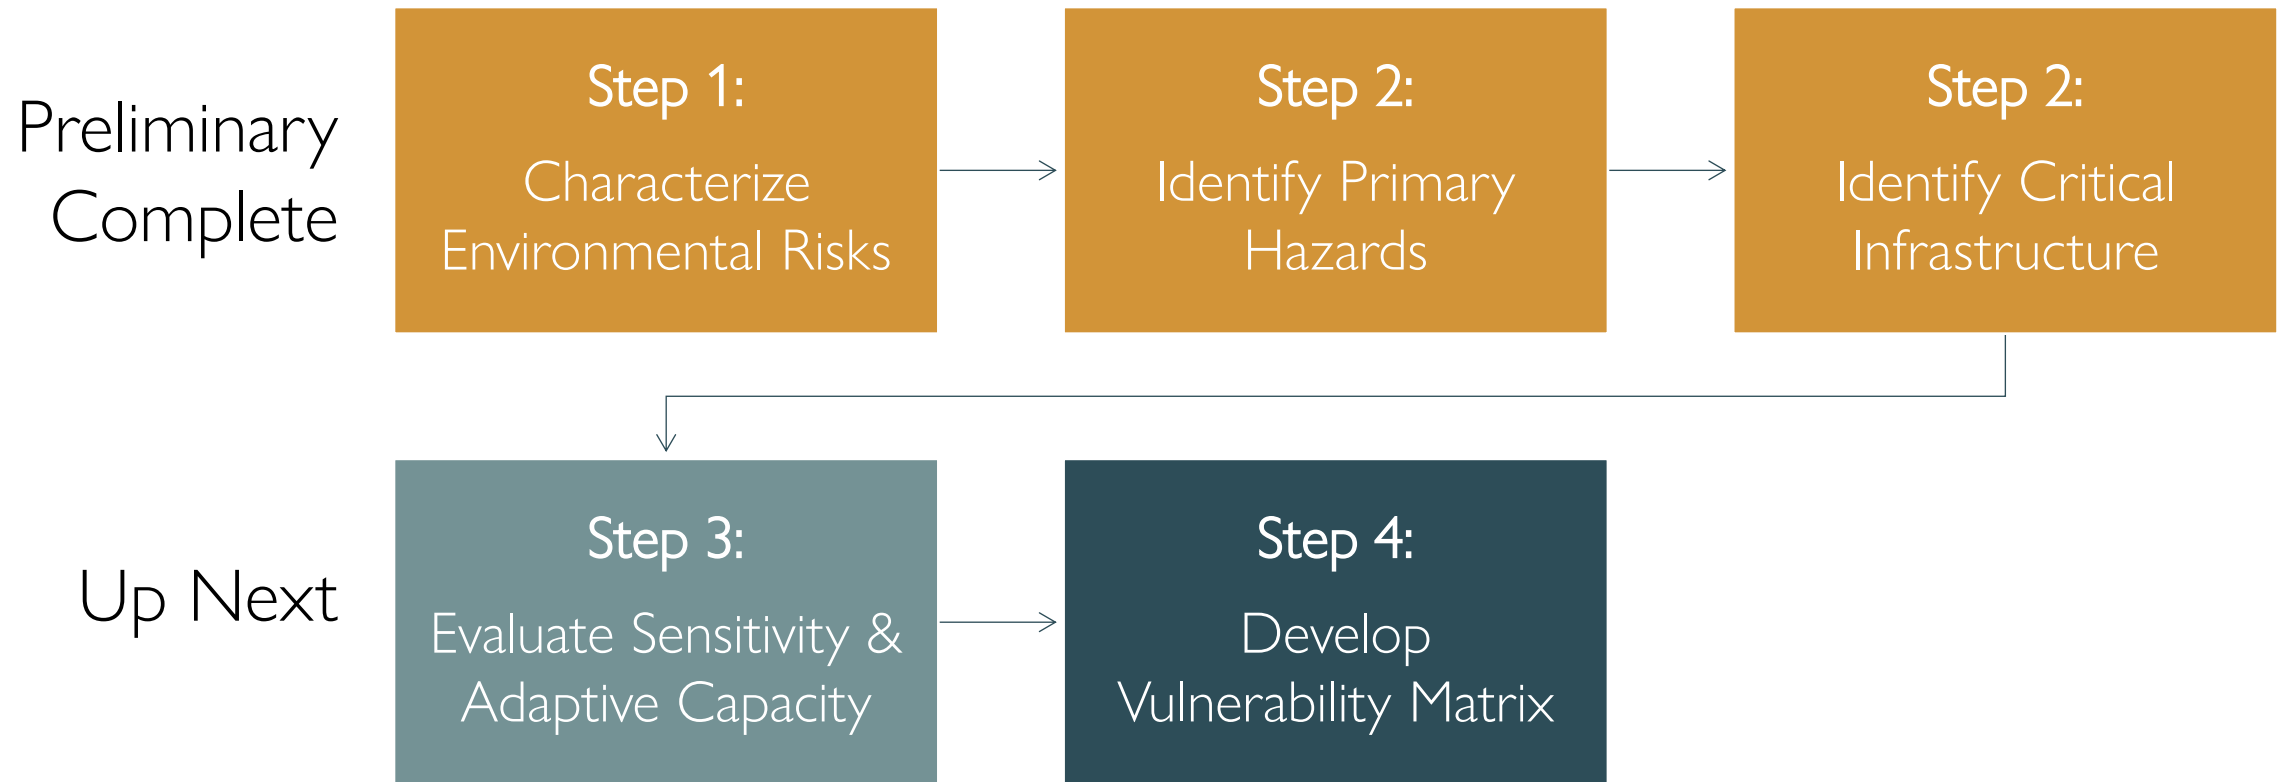 Preliminary
Complete
Step 1:
Characterize
Environmental Risks
Step 2:
Identify Primary
Hazards
Step 2:
Identify Critical
Infrastructure
Up Next
Step 3:
Evaluate Sensitivity &
Adaptive Capacity
Step 4:
Develop
Vulnerability Matrix